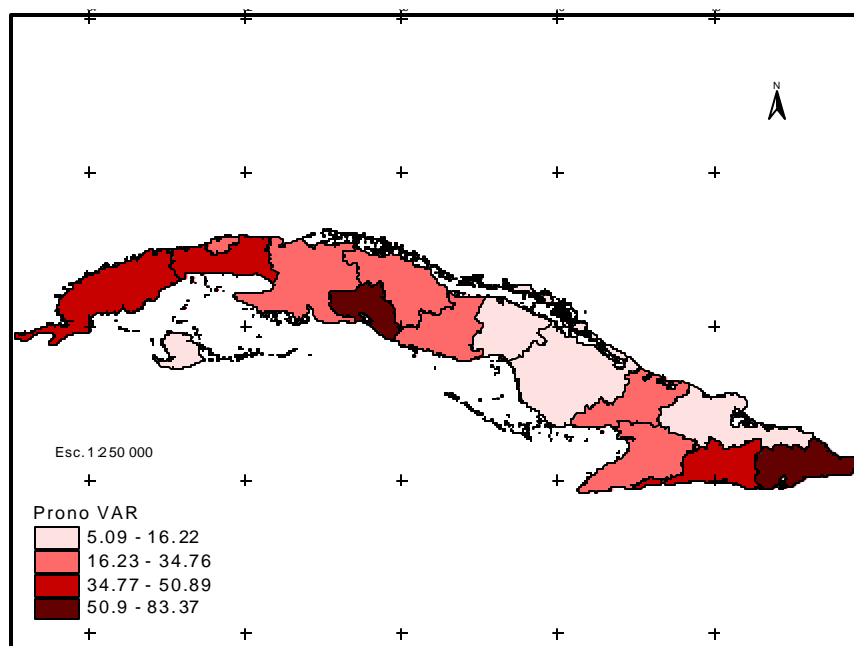 N
Esc. 1:250 000
Prono VAR
5.09 - 16.22
16.23 - 34.76
34.77 - 50.89
50.9 - 83.37